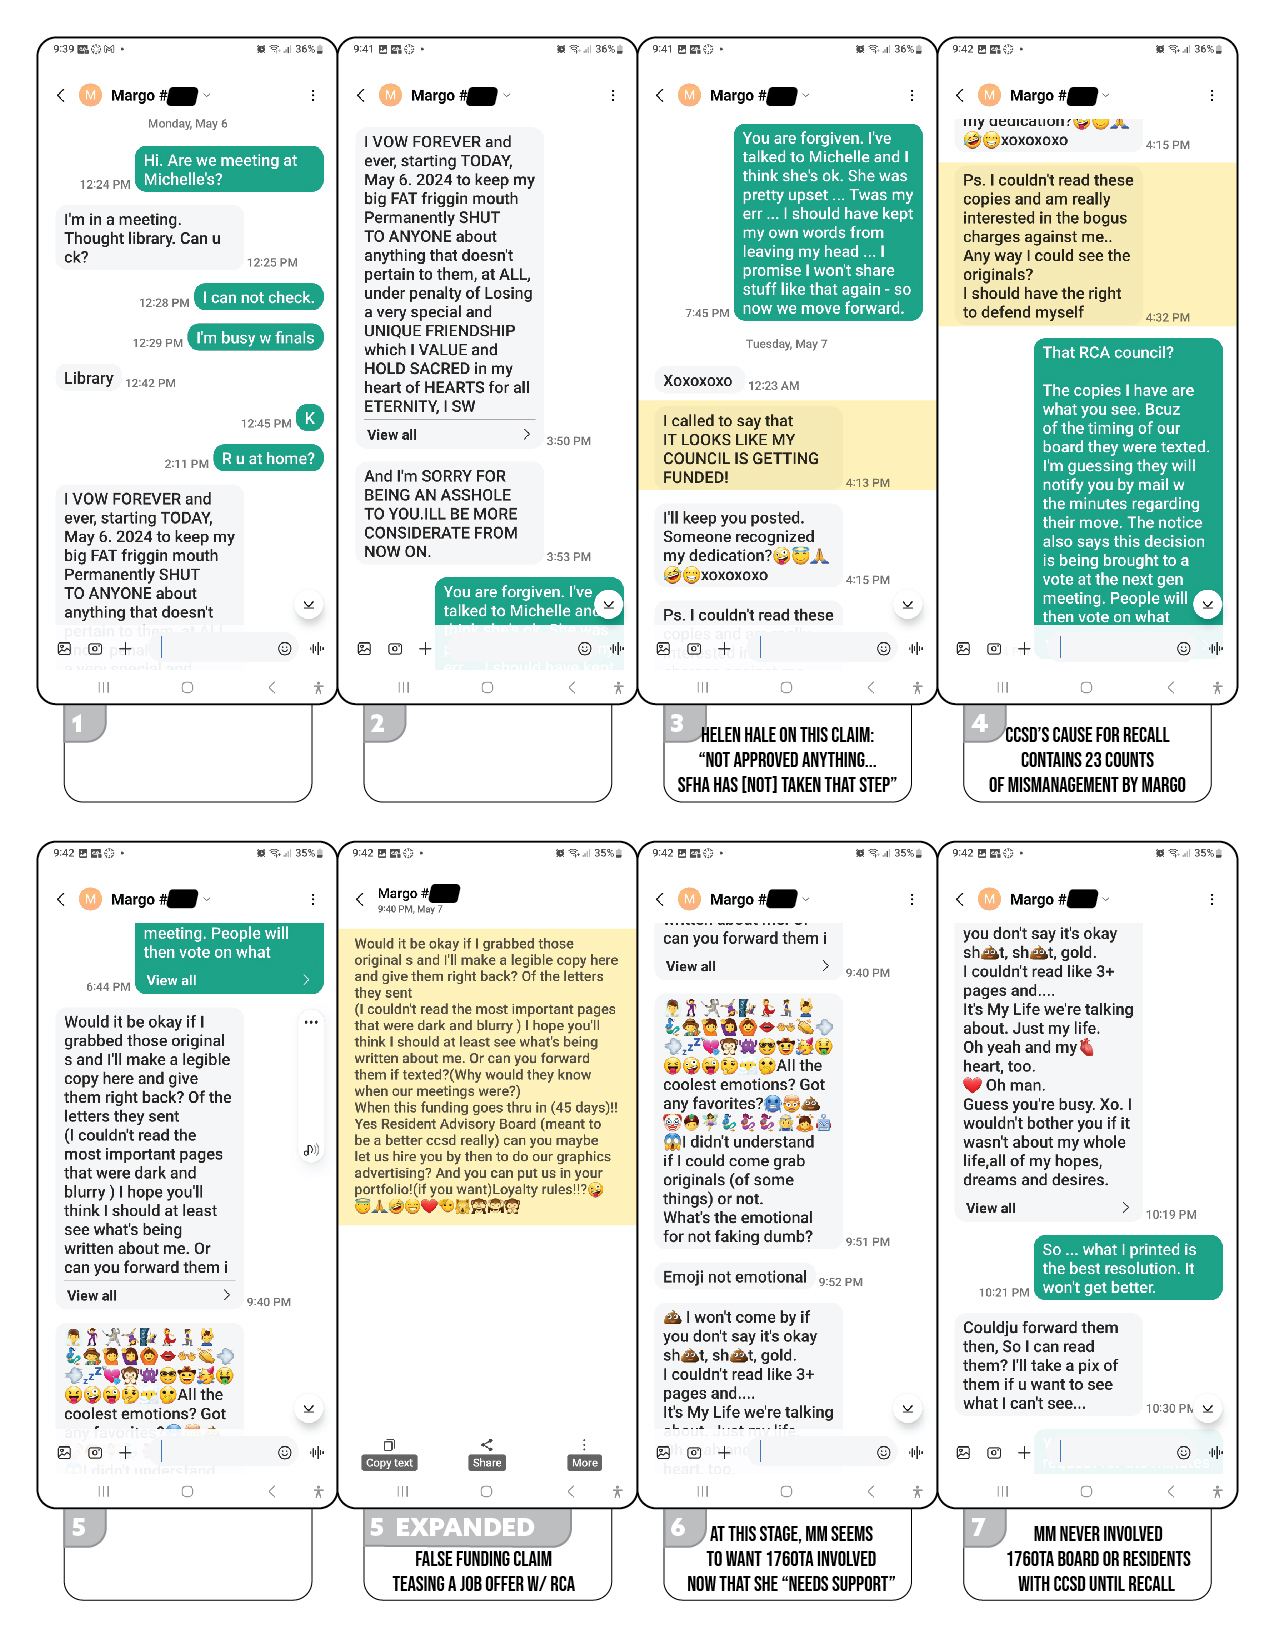 9:39
36%
Margo #
Monday, May 6
Hi. Are we meeting at
Michelle's?
12:24 PM
I'm in a meeting.
Thought library. Can u
ck?
12:25 PM
12:28 PM
I can not check.
12:29 PM
I'm busy w finals
Library
12:42 PM
12:45 PM
K
2:11 PM
R u at home?
I VOW FOREVER and
ever, starting TODAY,
May 6. 2024 to keep my
big FAT friggin mouth
Permanently SHUT
TO ANYONE about
anything that doesn't
pertain to them, at ALL,
1
9:41
36%
M
Margo #
I VOW FOREVER and
ever, starting TODAY,
May 6. 2024 to keep my
big FAT friggin mouth
Permanently SHUT
TO ANYONE about
anything that doesn't
pertain to them, at ALL,
under penalty of Losing
a very special and
UNIQUE FRIENDSHIP
which I VALUE and
HOLD SACRED in my
heart of HEARTS for all
ETERNITY, I SW
View all
3:50 PM
And I'm SORRY FOR
BEING AN ASSHOLE
TO YOU.ILL BE MORE
CONSIDERATE FROM
NOW ON.
3:53 PM
You are forgiven. I've
talked to Michelle and
think she's ok. She was
err ... I should have kept
2
9:41
36%
M
Margo #
You are forgiven. I've
talked to Michelle and I
think she's ok. She was
pretty upset ... Twas my
err ... I should have kept
my own words from
leaving my head ... I
promise I won't share
stuff like that again - so
now we move forward.
7:45 PM
Tuesday, May 7
Xoxoxoxo
12:23 AM
I called to say that
IT LOOKS LIKE MY
COUNCIL IS GETTING
FUNDED!
4:13 PM
I'll keep you posted.
Someone recognized
my dedication?🤪😇🙏
🤣😁xoxoxoxo
4:15 PM
Ps. I couldn't read these
copies and am really
3
HELEN HALE ON THIS CLAIM:
“NOT APPROVED ANYTHING...
SFHA HAS [NOT] TAKEN THAT STEP”
9:42
36%
M
Margo #
my dedication?🤪😇🙏
🤣😁xoxoxoxo
4:15 PM
Ps. I couldn't read these
copies and am really
interested in the bogus
charges against me..
Any way I could see the
originals?
I should have the right
to defend myself
4:32 PM
That RCA council?
The copies I have are
what you see. Bcuz
of the timing of our
board they were texted.
I'm guessing they will
notify you by mail w
the minutes regarding
their move. The notice
also says this decision
is being brought to a
vote at the next gen
meeting. People will
then vote on what
4
CCSD'S CAUSE FOR RECALL
CONTAINS 23 COUNTS
OF MISMANAGEMENT BY MARGO
9:42
35%
M
Margo #
meeting. People will
then vote on what
View all
6:44 PM
Would it be okay if I
grabbed those original
s and I'll make a legible
copy here and give
them right back? Of the
letters they sent
(I couldn't read the
most important pages
that were dark and
blurry ) I hope you'll
think I should at least
see what's being
written about me. Or
can you forward them i
View all
9:40 PM
All the
coolest emotions? Got
any favorites?
I didn't understand
5
9:42
35%
Margo #
9:40 PM, May 7
Would it be okay if I grabbed those
original s and I'll make a legible copy here
and give them right back? Of the letters
they sent
(I couldn't read the most important pages
that were dark and blurry ) I hope you'll
think I should at least see what's being
written about me. Or can you forward
them if texted?(Why would they know
when our meetings were?)
When this funding goes thru in (45 days)!!
Yes Resident Advisory Board (meant to
be a better ccsd really) can you maybe
let us hire you by then to do our graphics
advertising? And you can put us in your
portfolio!(if you want)Loyalty rules!!?🤪
Copy text
Share
More
5 EXPANDED
FALSE FUNDING CLAIM
TEASING A JOB OFFER W/ RCA
9:42
35%
M
Margo #
written about me. Or
can you forward them i
View all
9:40 PM
All the
coolest emotions? Got
any favorites?🥶🤯💩
😱I didn't understand
if I could come grab
originals (of some
things) or not.
What's the emotional
for not faking dumb?
9:51 PM
Emoji not emotional
9:52 PM
💩 I won't come by if
you don't say it's okay
sh💩t, sh💩t, gold.
I couldn't read like 3+
pages and....
It's My Life we're talking
about. Just my life.
heart, too.
6
AT THIS STAGE, MM SEEMS
TO WANT 1760TA INVOLVED
NOW THAT SHE “NEEDS SUPPORT”
9:42
35%
M
Margo #
you don't say it's okay
sh💩t, sh💩t, gold.
I couldn't read like 3+
pages and....
It's My Life we're talking
about. Just my life.
Oh yeah and my🫀
heart, too.
❤️ Oh man.
Guess you're busy. Xo. I
wouldn't bother you if it
wasn't about my whole
life,all of my hopes,
dreams and desires.
View all
10:19 PM
So ... what I printed is
the best resolution. It
won't get better.
10:21 PM
Couldju forward them
then, So I can read
them? I'll take a pix of
them if u want to see
what I can't see...
10:30 PM
7
MM NEVER INVOLVED
1760TA BOARD OR RESIDENTS
WITH CCSD UNTIL RECALL